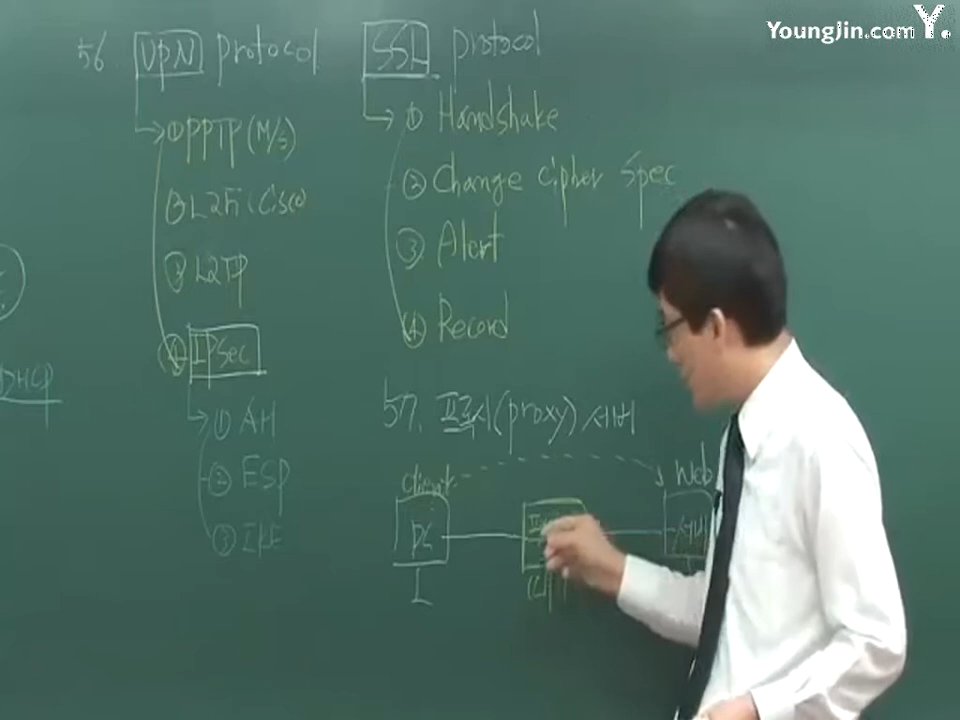 YoungJin.com Y.
56. VPN protocol
① PPTP (M/S)
② L2F (Cisco)
③ L2TP
④ IPSec
① AH
② ESP
③ IKE
SSL protocol
① Handshake
② Change Cipher Spec
③ Alert
④ Record
57. 프록시(proxy) 서버
Client
PC
Web
서버
DHCP